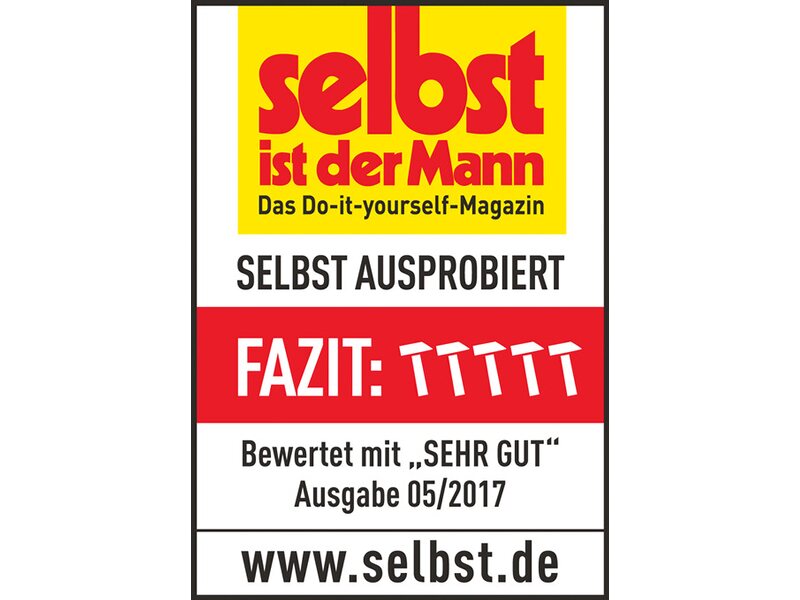 selbst
ist der Mann
Das Do-it-yourself-Magazin
SELBST AUSPROBIERT
FAZIT:
Bewertet mit „SEHR GUT“
Ausgabe 05/2017
www.selbst.de